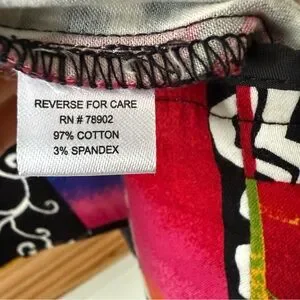 REVERSE FOR CARE
RN # 78902
97% COTTON
3% SPANDEX